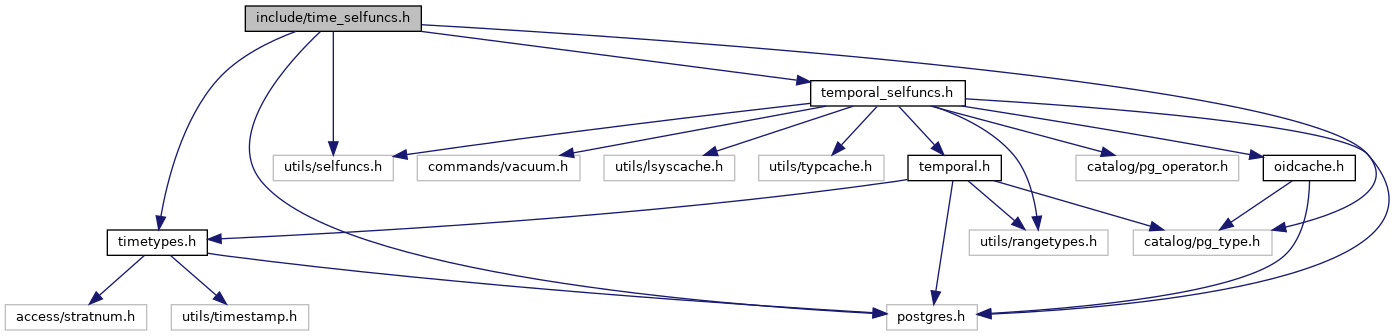 include/time_selfuncs.h
temporal_selfuncs.h
utils/selfuncs.h
commands/vacuum.h
utils/lsyscache.h
utils/typcache.h
temporal.h
catalog/pg_operator.h
oidcache.h
timetypes.h
utils/rangetypes.h
catalog/pg_type.h
access/stratnum.h
utils/timestamp.h
postgres.h